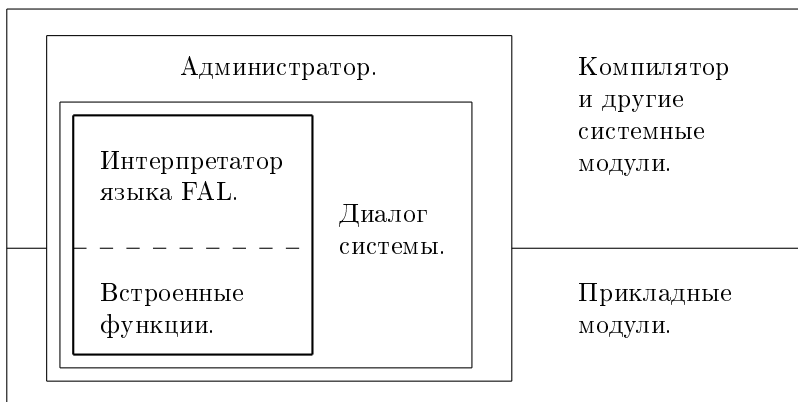 Администратор.
Компилятор
и другие
системные
модули.
Интерпретатор
языка FAL.
Диалог
системы.
Встроенные
функции.
Прикладные
модули.